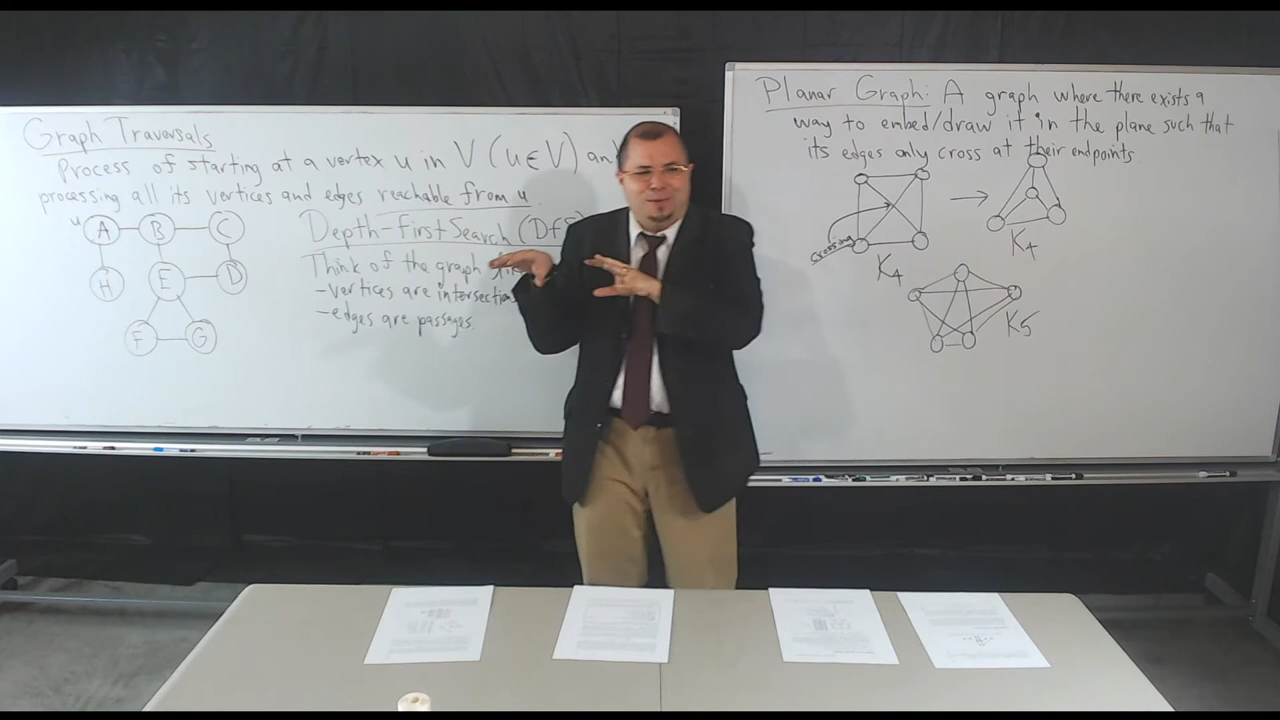 Graph Traversals
Process of starting at a vertex u in V (u∈V) an
processing all its vertices and edges reachable from u
u A B C
H E D
F G
Depth-First Search (Df
Think of the graph
-vertices are intersections
-edges are passages.
Planar Graph: A graph where there exists a
way to embed/draw it in the plane such that
its edges only cross at their endpoints.
crossing
K4
K4
K5